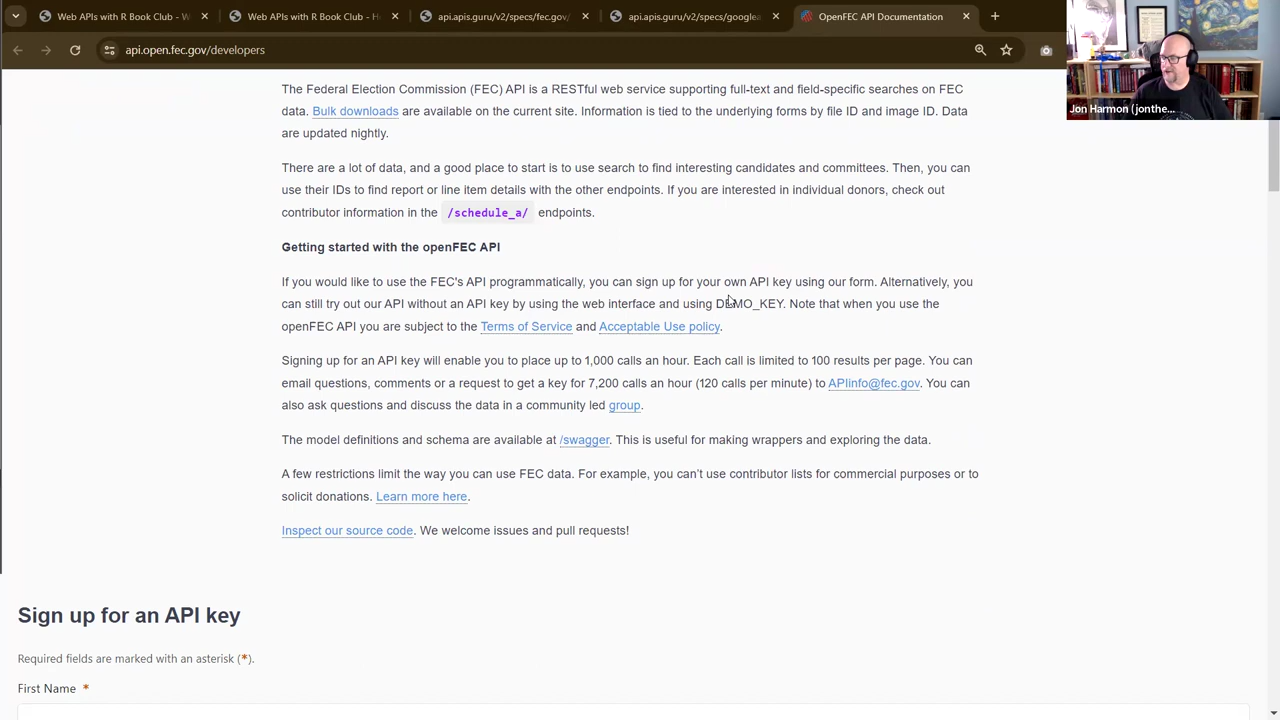 Web APIs with R Book Club - W
Web APIs with R Book Club - H
api.apis.guru/v2/specs/fec.gov/
api.apis.guru/v2/specs/googlea
OpenFEC API Documentation
api.open.fec.gov/developers
Jon Harmon (jonthe...
The Federal Election Commission (FEC) API is a RESTful web service supporting full-text and field-specific searches on FEC
data. Bulk downloads are available on the current site. Information is tied to the underlying forms by file ID and image ID. Data
are updated nightly.
There are a lot of data, and a good place to start is to use search to find interesting candidates and committees. Then, you can
use their IDs to find report or line item details with the other endpoints. If you are interested in individual donors, check out
contributor information in the /schedule_a/ endpoints.
Getting started with the openFEC API
If you would like to use the FEC's API programmatically, you can sign up for your own API key using our form. Alternatively, you
can still try out our API without an API key by using the web interface and using DEMO_KEY. Note that when you use the
openFEC API you are subject to the Terms of Service and Acceptable Use policy.
Signing up for an API key will enable you to place up to 1,000 calls an hour. Each call is limited to 100 results per page. You can
email questions, comments or a request to get a key for 7,200 calls an hour (120 calls per minute) to APIinfo@fec.gov. You can
also ask questions and discuss the data in a community led group.
The model definitions and schema are available at /swagger. This is useful for making wrappers and exploring the data.
A few restrictions limit the way you can use FEC data. For example, you can't use contributor lists for commercial purposes or to
solicit donations. Learn more here.
Inspect our source code. We welcome issues and pull requests!
Sign up for an API key
Required fields are marked with an asterisk (*).
First Name *